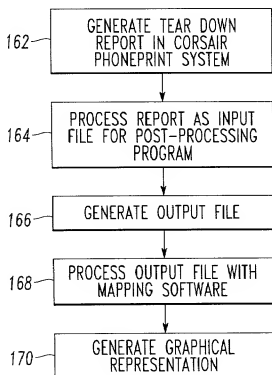 162
GENERATE TEAR DOWN
REPORT IN CORSAIR
PHONEPRINT SYSTEM
164
PROCESS REPORT AS INPUT
FILE FOR POST-PROCESSING
PROGRAM
166
GENERATE OUTPUT FILE
168
PROCESS OUTPUT FILE WITH
MAPPING SOFTWARE
170
GENERATE GRAPHICAL
REPRESENTATION